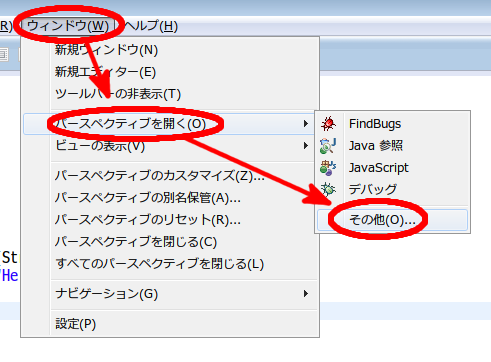 R) ウィンドウ(W) ヘルプ(H)
新規ウィンドウ(N)
新規エディター(E)
ツールバーの非表示(T)
パースペクティブを開く(O)
ビューの表示(V)
パースペクティブのカスタマイズ(Z)...
パースペクティブの別名保管(A)...
パースペクティブのリセット(R)...
パースペクティブを閉じる(C)
すべてのパースペクティブを閉じる(L)
ナビゲーション(G)
設定(P)
FindBugs
Java 参照
JavaScript
デバッグ
その他(O)...
(St
"He